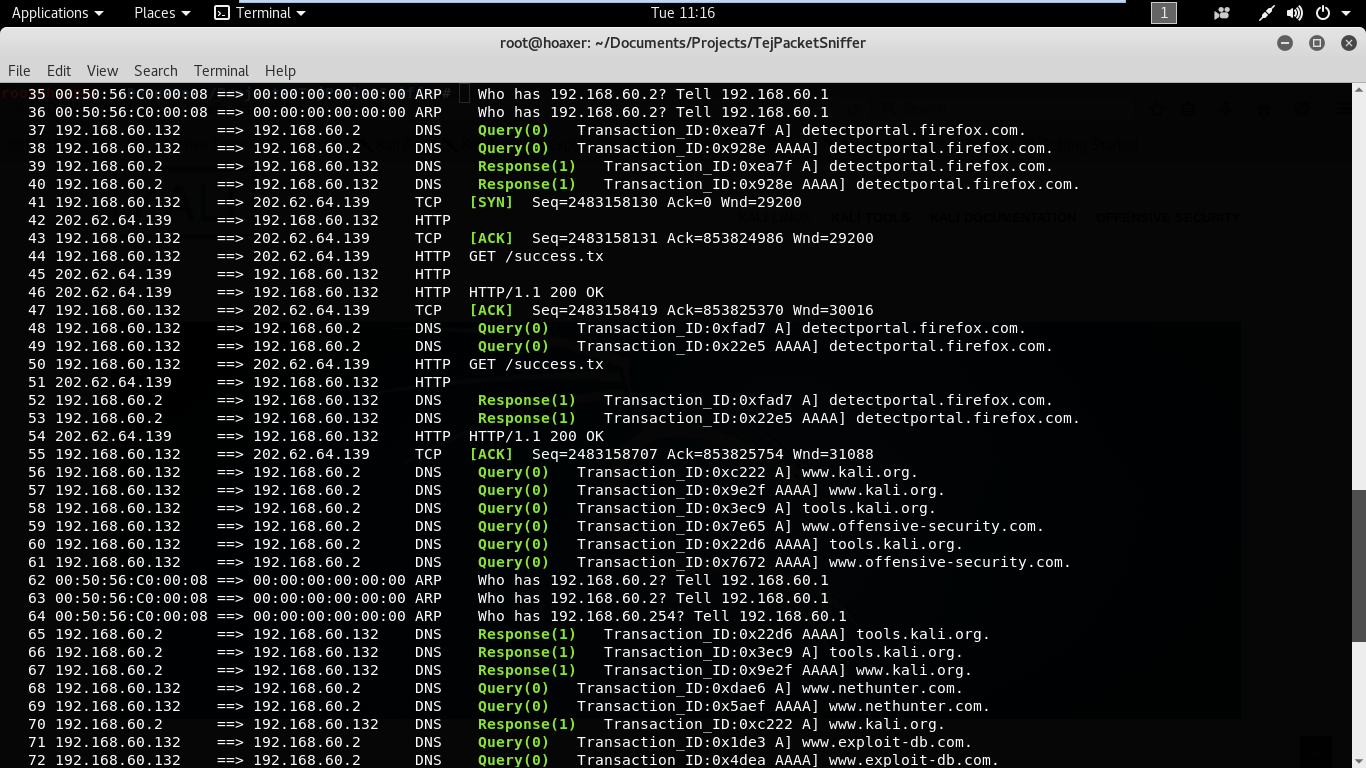 Applications Places Terminal Tue 11:16 1
root@hoaxer: ~/Documents/Projects/TejPacketSniffer
File Edit View Search Terminal Help
35 00:50:56:C0:00:08 ==> 00:00:00:00:00:00 ARP Who has 192.168.60.2? Tell 192.168.60.1
36 00:50:56:C0:00:08 ==> 00:00:00:00:00:00 ARP Who has 192.168.60.2? Tell 192.168.60.1
37 192.168.60.132 ==> 192.168.60.2 DNS Query(0) Transaction_ID:0xea7f A] detectportal.firefox.com.
38 192.168.60.132 ==> 192.168.60.2 DNS Query(0) Transaction_ID:0x928e AAAA] detectportal.firefox.com.
39 192.168.60.2 ==> 192.168.60.132 DNS Response(1) Transaction_ID:0xea7f A] detectportal.firefox.com.
40 192.168.60.2 ==> 192.168.60.132 DNS Response(1) Transaction_ID:0x928e AAAA] detectportal.firefox.com.
41 192.168.60.132 ==> 202.62.64.139 TCP [SYN] Seq=2483158130 Ack=0 Wnd=29200
42 202.62.64.139 ==> 192.168.60.132 HTTP
KALI TOOLS KALI DOCUMENTATION OFFENSIVE SECURITY
43 192.168.60.132 ==> 202.62.64.139 TCP [ACK] Seq=2483158131 Ack=853824986 Wnd=29200
44 192.168.60.132 ==> 202.62.64.139 HTTP GET /success.tx
45 202.62.64.139 ==> 192.168.60.132 HTTP
46 202.62.64.139 ==> 192.168.60.132 HTTP HTTP/1.1 200 OK
47 192.168.60.132 ==> 202.62.64.139 TCP [ACK] Seq=2483158419 Ack=853825370 Wnd=30016
48 192.168.60.132 ==> 192.168.60.2 DNS Query(0) Transaction_ID:0xfad7 A] detectportal.firefox.com.
49 192.168.60.132 ==> 192.168.60.2 DNS Query(0) Transaction_ID:0x22e5 AAAA] detectportal.firefox.com.
50 192.168.60.132 ==> 202.62.64.139 HTTP GET /success.tx
51 202.62.64.139 ==> 192.168.60.132 HTTP
52 192.168.60.2 ==> 192.168.60.132 DNS Response(1) Transaction_ID:0xfad7 A] detectportal.firefox.com.
53 192.168.60.2 ==> 192.168.60.132 DNS Response(1) Transaction_ID:0x22e5 AAAA] detectportal.firefox.com.
54 202.62.64.139 ==> 192.168.60.132 HTTP HTTP/1.1 200 OK
55 192.168.60.132 ==> 202.62.64.139 TCP [ACK] Seq=2483158707 Ack=853825754 Wnd=31088
56 192.168.60.132 ==> 192.168.60.2 DNS Query(0) Transaction_ID:0xc222 A] www.kali.org.
57 192.168.60.132 ==> 192.168.60.2 DNS Query(0) Transaction_ID:0x9e2f AAAA] www.kali.org.
58 192.168.60.132 ==> 192.168.60.2 DNS Query(0) Transaction_ID:0x3ec9 A] tools.kali.org.
59 192.168.60.132 ==> 192.168.60.2 DNS Query(0) Transaction_ID:0x7e65 A] www.offensive-security.com.
60 192.168.60.132 ==> 192.168.60.2 DNS Query(0) Transaction_ID:0x22d6 AAAA] tools.kali.org.
61 192.168.60.132 ==> 192.168.60.2 DNS Query(0) Transaction_ID:0x7672 AAAA] www.offensive-security.com.
62 00:50:56:C0:00:08 ==> 00:00:00:00:00:00 ARP Who has 192.168.60.2? Tell 192.168.60.1
63 00:50:56:C0:00:08 ==> 00:00:00:00:00:00 ARP Who has 192.168.60.2? Tell 192.168.60.1
64 00:50:56:C0:00:08 ==> 00:00:00:00:00:00 ARP Who has 192.168.60.254? Tell 192.168.60.1
65 192.168.60.2 ==> 192.168.60.132 DNS Response(1) Transaction_ID:0x22d6 AAAA] tools.kali.org.
66 192.168.60.2 ==> 192.168.60.132 DNS Response(1) Transaction_ID:0x3ec9 A] tools.kali.org.
67 192.168.60.2 ==> 192.168.60.132 DNS Response(1) Transaction_ID:0x9e2f AAAA] www.kali.org.
68 192.168.60.132 ==> 192.168.60.2 DNS Query(0) Transaction_ID:0xdae6 A] www.nethunter.com.
69 192.168.60.132 ==> 192.168.60.2 DNS Query(0) Transaction_ID:0x5aef A] www.nethunter.com.
70 192.168.60.2 ==> 192.168.60.132 DNS Response(1) Transaction_ID:0xc222 A] www.kali.org.
71 192.168.60.132 ==> 192.168.60.2 DNS Query(0) Transaction_ID:0x1de3 A] www.exploit-db.com.
72 192.168.60.132 ==> 192.168.60.2 DNS Query(0) Transaction_ID:0x4dea AAAA] www.exploit-db.com.